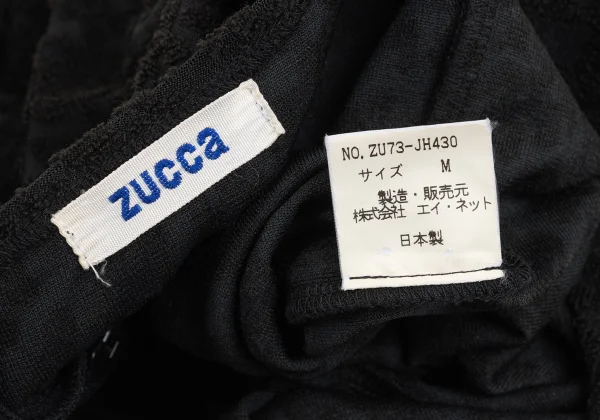 zucca
NO.ZU73-JH430
サイズ M
製造・販売元
株式会社 エイ・ネット
日本製